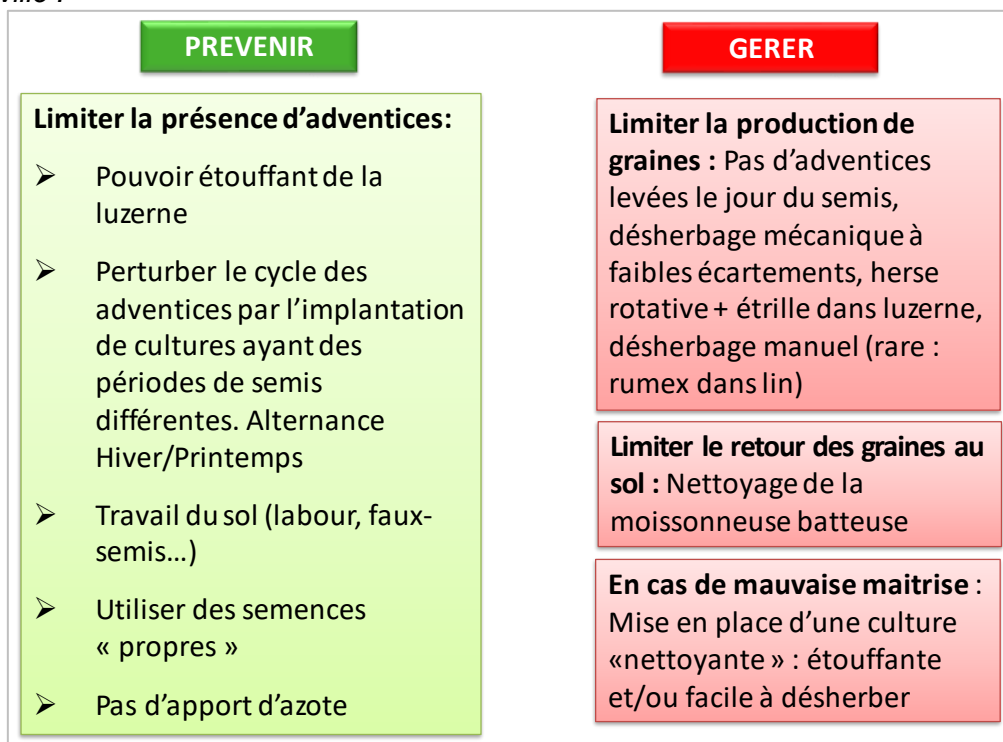 PREVENIR
Limiter la présence d’adventices:
➢ Pouvoir étouffant de la
luzerne
➢ Perturber le cycle des
adventices par l’implantation
de cultures ayant des
périodes de semis
différentes. Alternance
Hiver/Printemps
➢ Travail du sol (labour, faux-
semis…)
➢ Utiliser des semences
« propres »
➢ Pas d’apport d’azote
GERER
Limiter la production de
graines : Pas d’adventices
levées le jour du semis,
désherbage mécanique à
faibles écartements, herse
rotative + étrille dans luzerne,
désherbage manuel (rare :
rumex dans lin)
Limiter le retour des graines au
sol : Nettoyage de la
moissonneuse batteuse
En cas de mauvaise maitrise :
Mise en place d’une culture
«nettoyante » : étouffante
et/ou facile à désherber